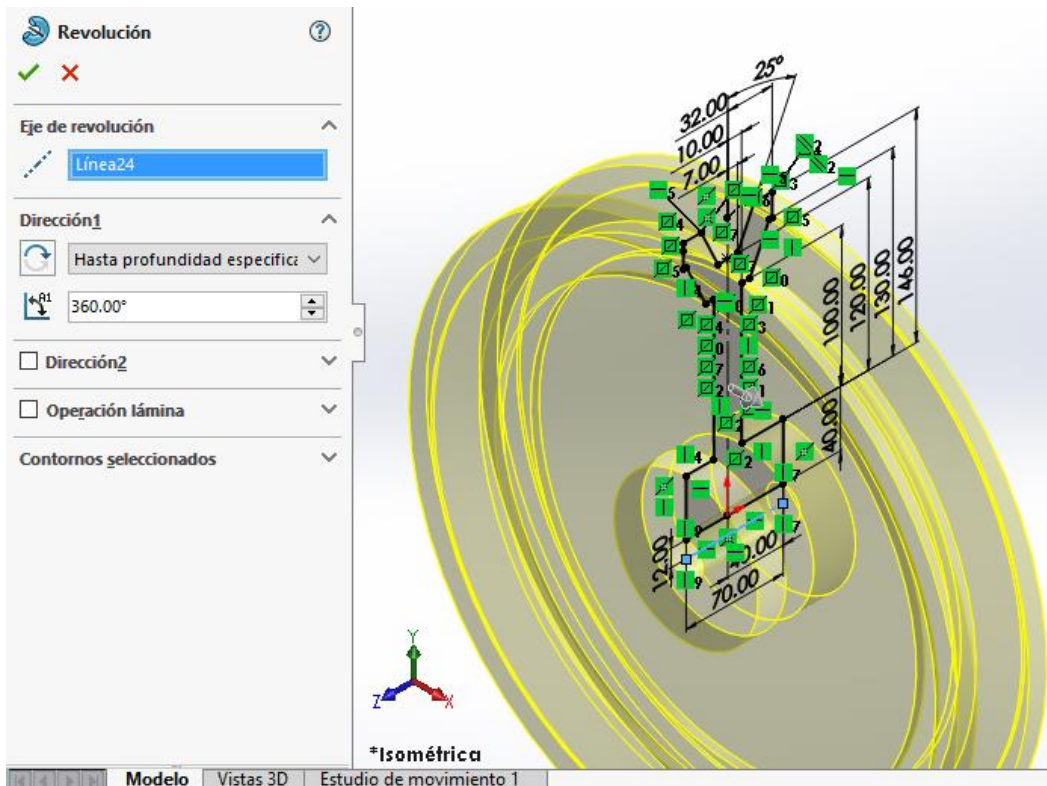 Revolución
Eje de revolución
Línea24
Dirección1
Hasta profundidad especific
A1
360.00°
Dirección2
Operación lámina
Contornos seleccionados
25°
32.00
10.00
7.00
100.00
120.00
130.00
146.00
40.00
12.00
40.00
70.00
Y
Z
X
*Isométrica
Modelo
Vistas 3D
Estudio de movimiento 1